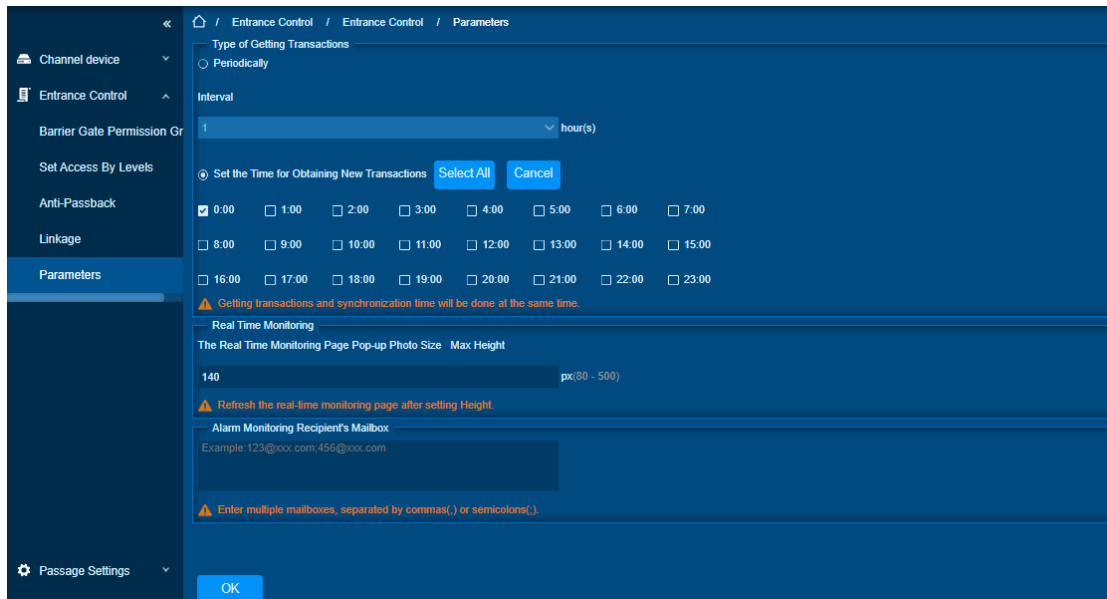 / Entrance Control / Entrance Control / Parameters
Channel device
Entrance Control
Barrier Gate Permission Gr
Set Access By Levels
Anti-Passback
Linkage
Parameters
Passage Settings
Type of Getting Transactions
Periodically
Interval
1 hour(s)
Set the Time for Obtaining New Transactions Select All Cancel
0:00 1:00 2:00 3:00 4:00 5:00 6:00 7:00
8:00 9:00 10:00 11:00 12:00 13:00 14:00 15:00
16:00 17:00 18:00 19:00 20:00 21:00 22:00 23:00
Getting transactions and synchronization time will be done at the same time.
Real Time Monitoring
The Real Time Monitoring Page Pop-up Photo Size Max Height
140 px(80 - 500)
Refresh the real-time monitoring page after setting Height.
Alarm Monitoring Recipient's Mailbox
Example:123@xxx.com;456@xxx.com
Enter multiple mailboxes, separated by commas(,) or semicolons(;).
OK